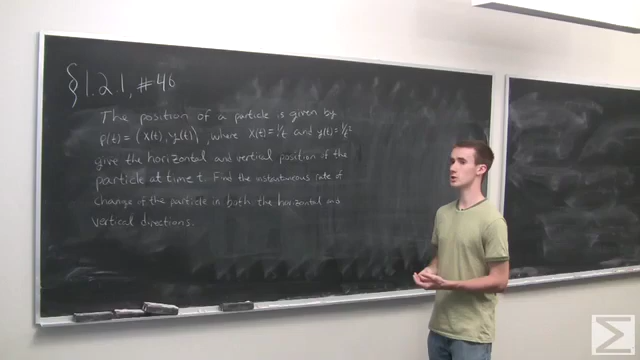 § 1.2.1, #46
The position of a particle is given by
p(t) = (x(t), y(t)), where x(t) = 1/t and y(t) = 1/t²
give the horizontal and vertical position of the
particle at time t. Find the instantaneous rate of
change of the particle in both the horizontal and
vertical directions.
Σ